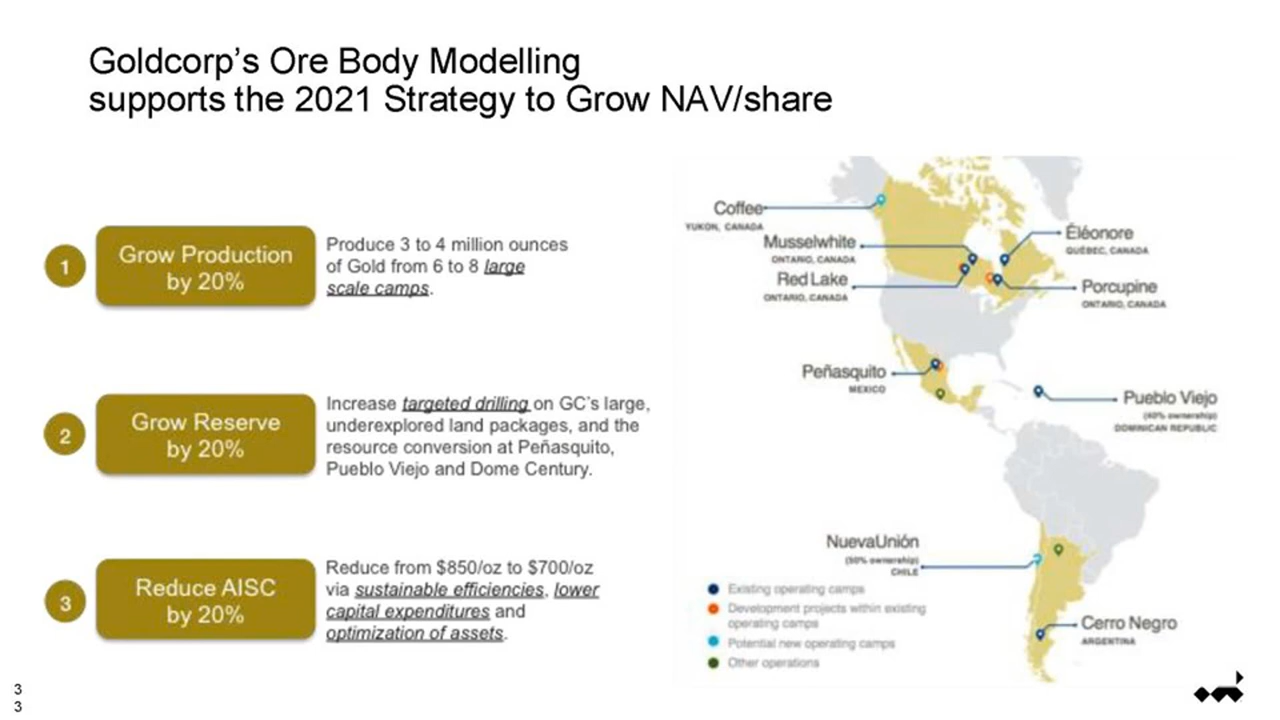 Goldcorp’s Ore Body Modelling
supports the 2021 Strategy to Grow NAV/share
1
Grow Production
by 20%
Produce 3 to 4 million ounces
of Gold from 6 to 8 large
scale camps.
2
Grow Reserve
by 20%
Increase targeted drilling on GC’s large,
underexplored land packages, and the
resource conversion at Peñasquito,
Pueblo Viejo and Dome Century.
3
Reduce AISC
by 20%
Reduce from $850/oz to $700/oz
via sustainable efficiencies, lower
capital expenditures and
optimization of assets.
Coffee
YUKON, CANADA
Musselwhite
ONTARIO, CANADA
Red Lake
ONTARIO, CANADA
Éléonore
QUÉBEC, CANADA
Porcupine
ONTARIO, CANADA
Peñasquito
MEXICO
Pueblo Viejo
(40% ownership)
DOMINICAN REPUBLIC
NuevaUnión
(50% ownership)
CHILE
Cerro Negro
ARGENTINA
Existing operating camps
Development projects within existing
operating camps
Potential new operating camps
Other operations
3
3